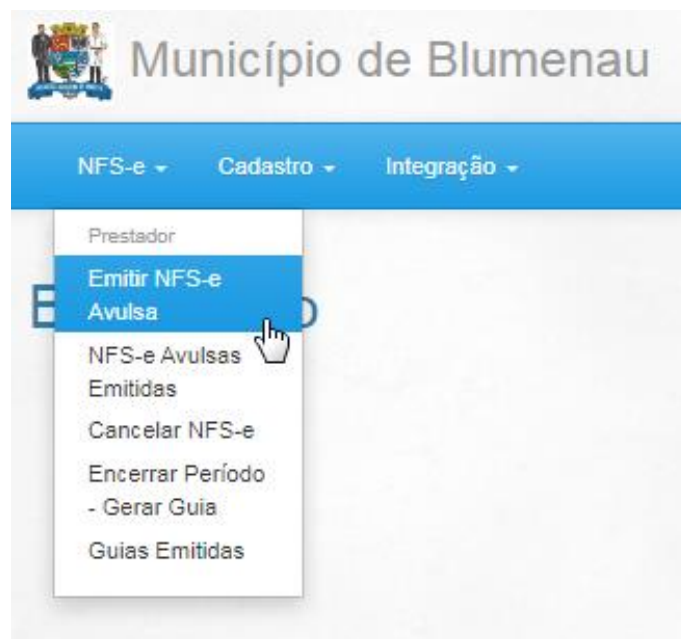 Município de Blumenau
NFS-e Cadastro Integração
Prestador
Emitir NFS-e
Avulsa
NFS-e Avulsas
Emitidas
Cancelar NFS-e
Encerrar Período
- Gerar Guia
Guias Emitidas